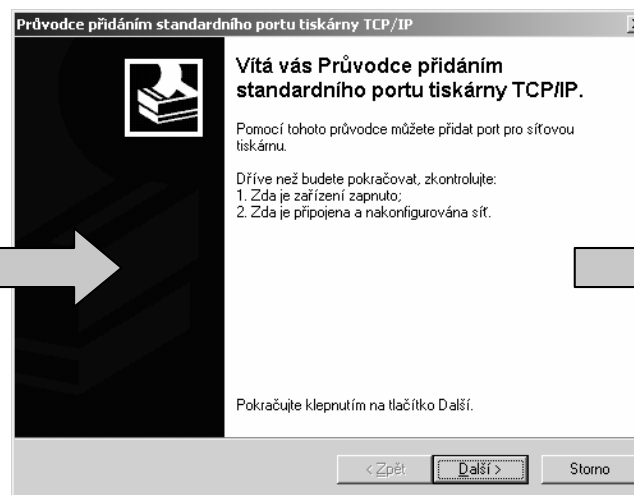 Průvodce přidáním standardního portu tiskárny TCP/IP
Vítá vás Průvodce přidáním
standardního portu tiskárny TCP/IP.
Pomocí tohoto průvodce můžete přidat port pro síťovou
tiskárnu.
Dříve než budete pokračovat, zkontrolujte:
1. Zda je zařízení zapnuto;
2. Zda je připojena a nakonfigurována síť.
Pokračujte klepnutím na tlačítko Další.
< Zpět Další > Storno